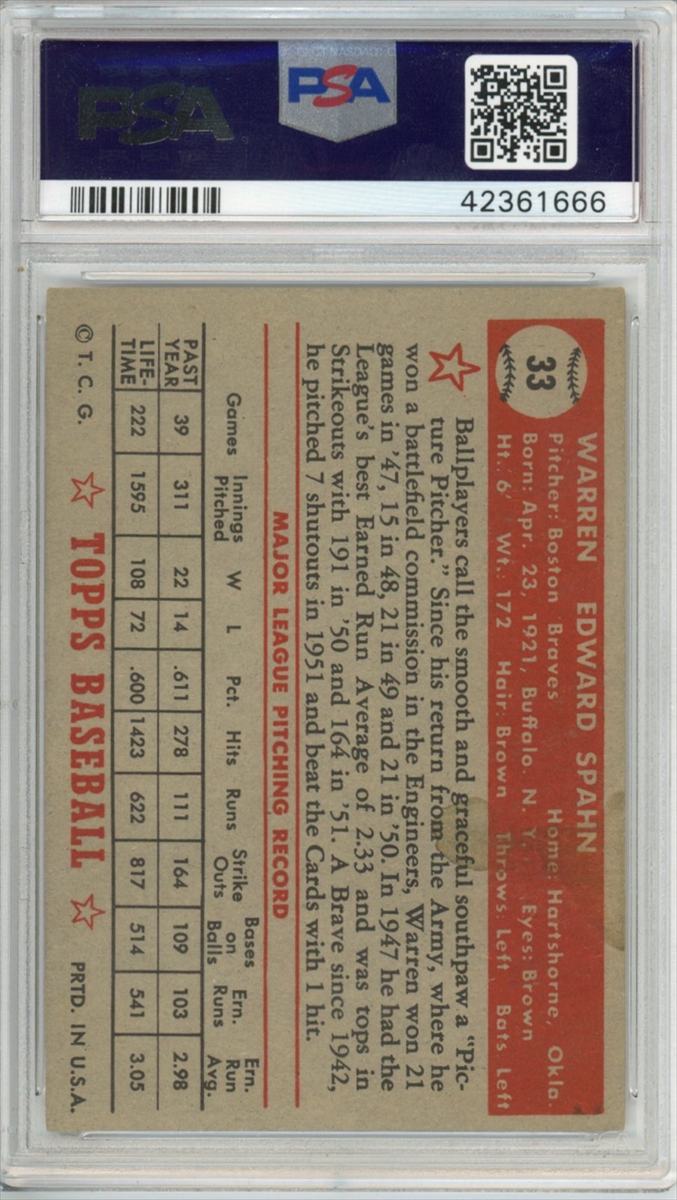 PSA
PSA
42361666
33
WARREN EDWARD SPAHN
Pitcher: Boston Braves Home: Hartshorne, Okla.
Born: Apr. 23, 1921, Buffalo. N. Y. Eyes: Brown
Ht.: 6' Wt.: 172 Hair: Brown Throws: Left Bats Left
Ballplayers call the smooth and graceful southpaw a "Pic-
ture Pitcher." Since his return from the Army, where he
won a battlefield commission in the Engineers, Warren won 21
games in '47, 15 in 48, 21 in 49 and 21 in '50. In 1947 he had the
League's best Earned Run Average of 2.33 and was tops in
Strikeouts with 191 in '50 and 164 in '51. A Brave since 1942,
he pitched 7 shutouts in 1951 and beat the Cards with 1 hit.
MAJOR LEAGUE PITCHING RECORD
Games Innings Pitched W L Pct. Hits Runs Strike Outs Bases on Balls Ern. Runs Ern. Run Avg.
PAST YEAR 39 311 22 14 .611 278 111 164 109 103 2.98
LIFE-TIME 222 1595 108 72 .600 1423 622 817 514 541 3.05
© T. C. G. TOPPS BASEBALL PRTD. IN U.S.A.